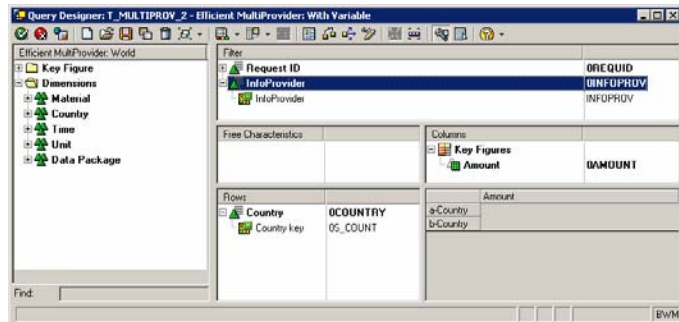 Query Designer: T_MULTIPROV_2 - Efficient MultiProvider: With Variable
Efficient MultiProvider: World
Key Figure
Dimensions
Material
Country
Time
Unit
Data Package
Find:
Filter
Request ID 0REQUID
InfoProvider 0INFOPROV
InfoProvider INFOPROV
Free Characteristics
Columns
Key Figures
Amount 0AMOUNT
Rows
Country 0COUNTRY
Country key 0S_COUNT
Amount
a-Country
b-Country
BWM